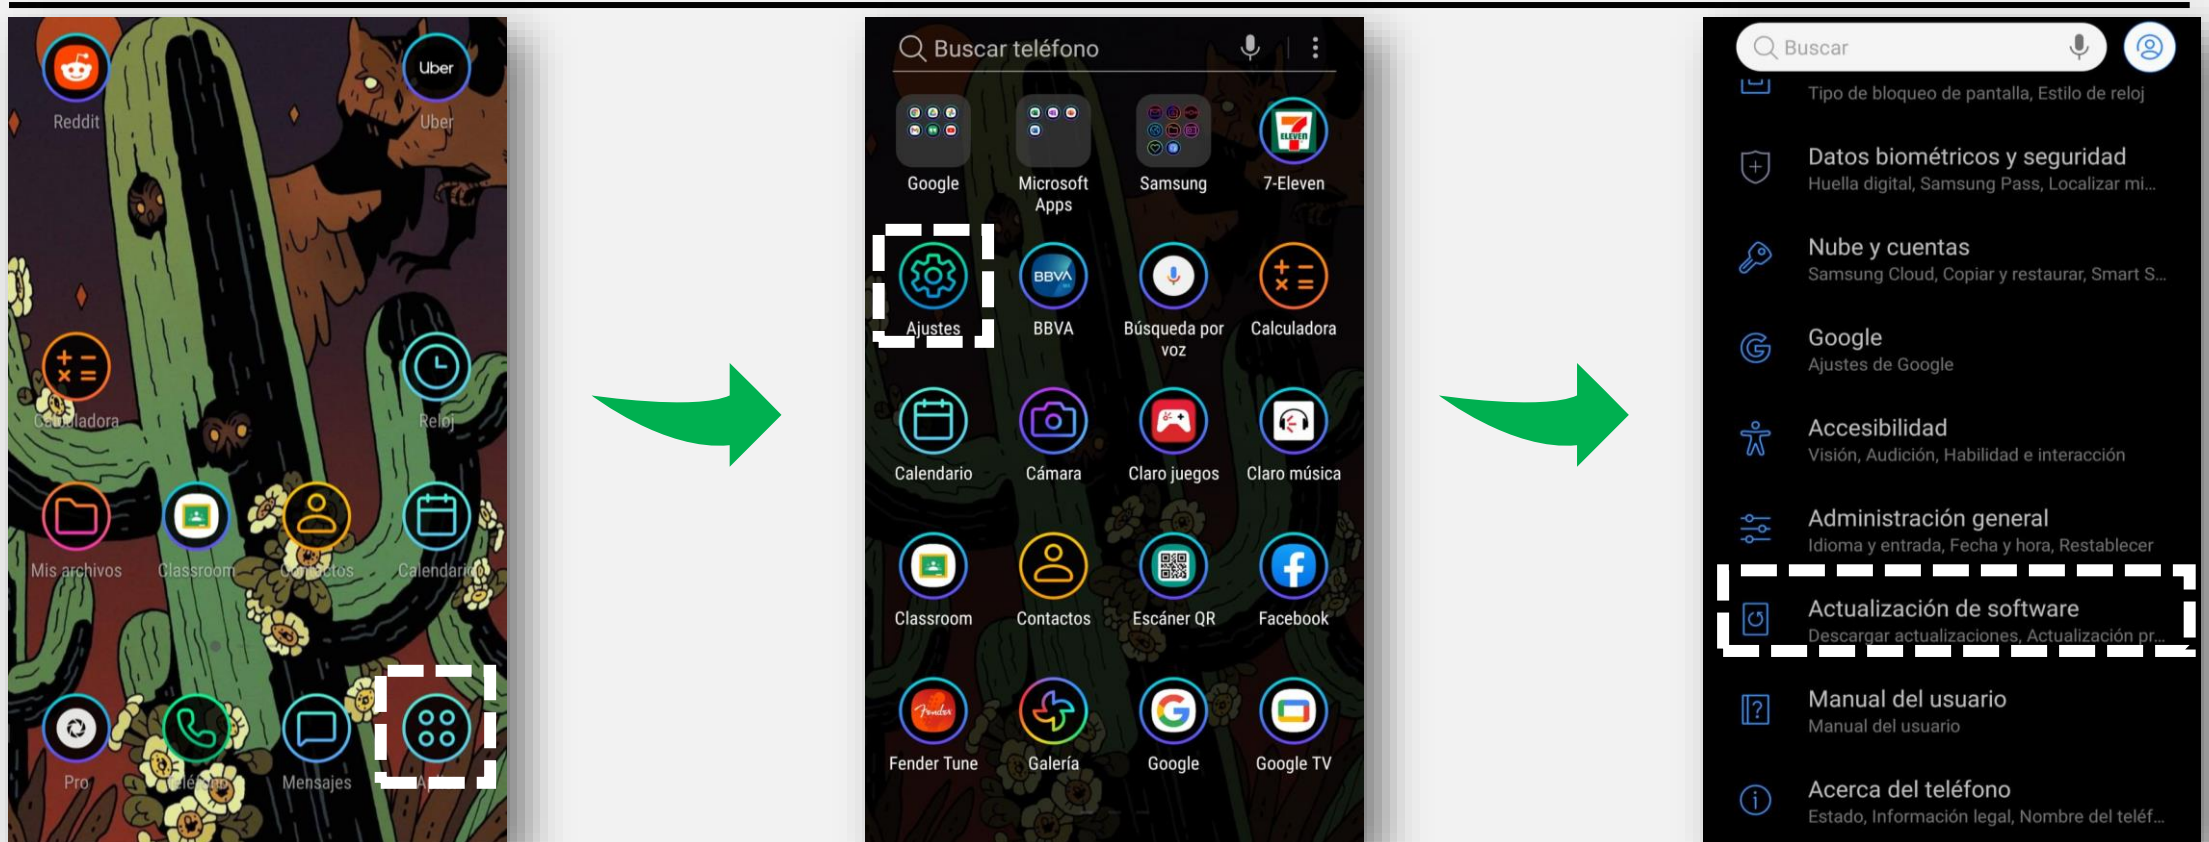 Reddit
Uber
Uber
Calculadora
Reloj
Mis archivos
Classroom
Contactos
Calendario
Pro
Teléfono
Mensajes
Buscar teléfono
Google
Microsoft
Apps
Samsung
ELEVEN
7-Eleven
Ajustes
BBVA
BBVA
Búsqueda por
voz
Calculadora
Calendario
Cámara
Claro juegos
Claro música
Classroom
Contactos
Escáner QR
Facebook
Fender
Fender Tune
Galería
Google
Google TV
Buscar
Tipo de bloqueo de pantalla, Estilo de reloj
Datos biométricos y seguridad
Huella digital, Samsung Pass, Localizar mi...
Nube y cuentas
Samsung Cloud, Copiar y restaurar, Smart S...
Google
Ajustes de Google
Accesibilidad
Visión, Audición, Habilidad e interacción
Administración general
Idioma y entrada, Fecha y hora, Restablecer
Actualización de software
Descargar actualizaciones, Actualización pr...
Manual del usuario
Manual del usuario
Acerca del teléfono
Estado, Información legal, Nombre del teléf...